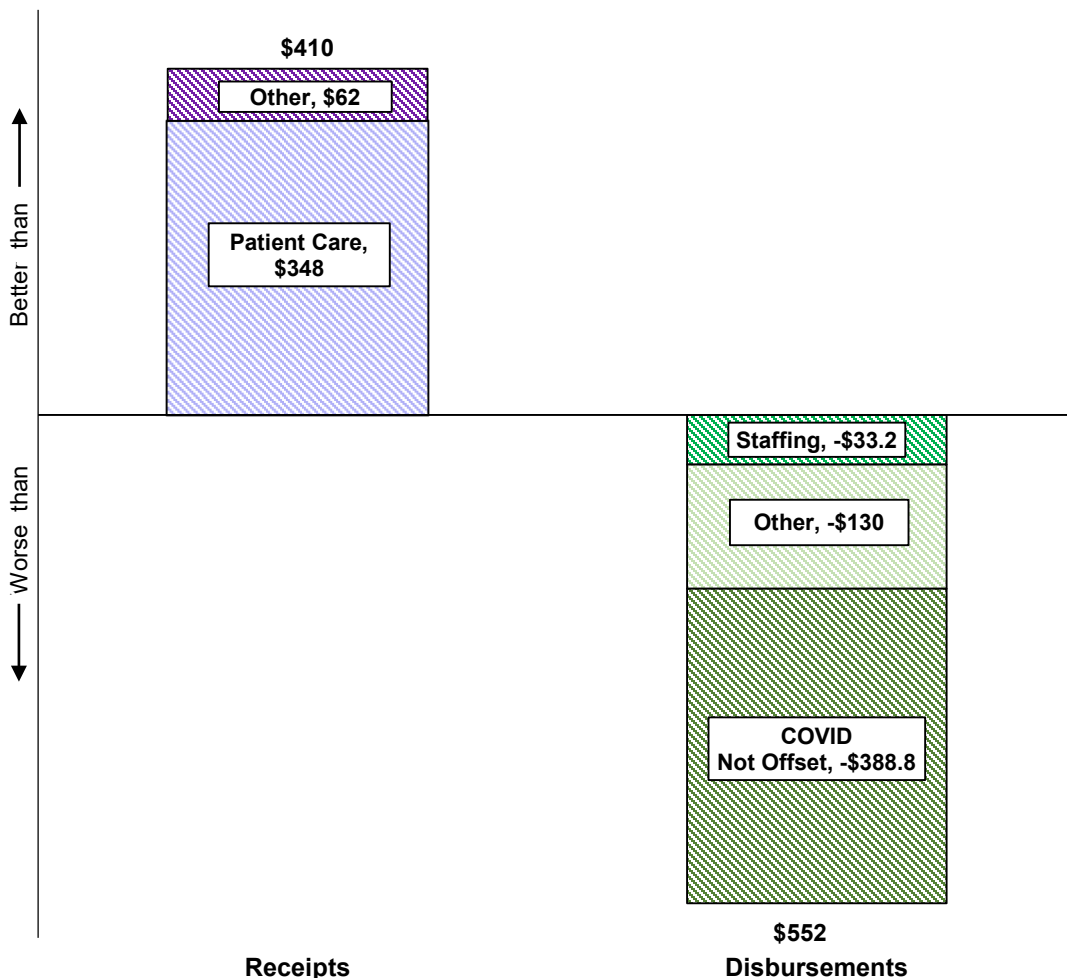 $410
Other, $62
Patient Care,
$348
Better than
Worse than
Staffing, -$33.2
Other, -$130
COVID
Not Offset, -$388.8
$552
Receipts
Disbursements